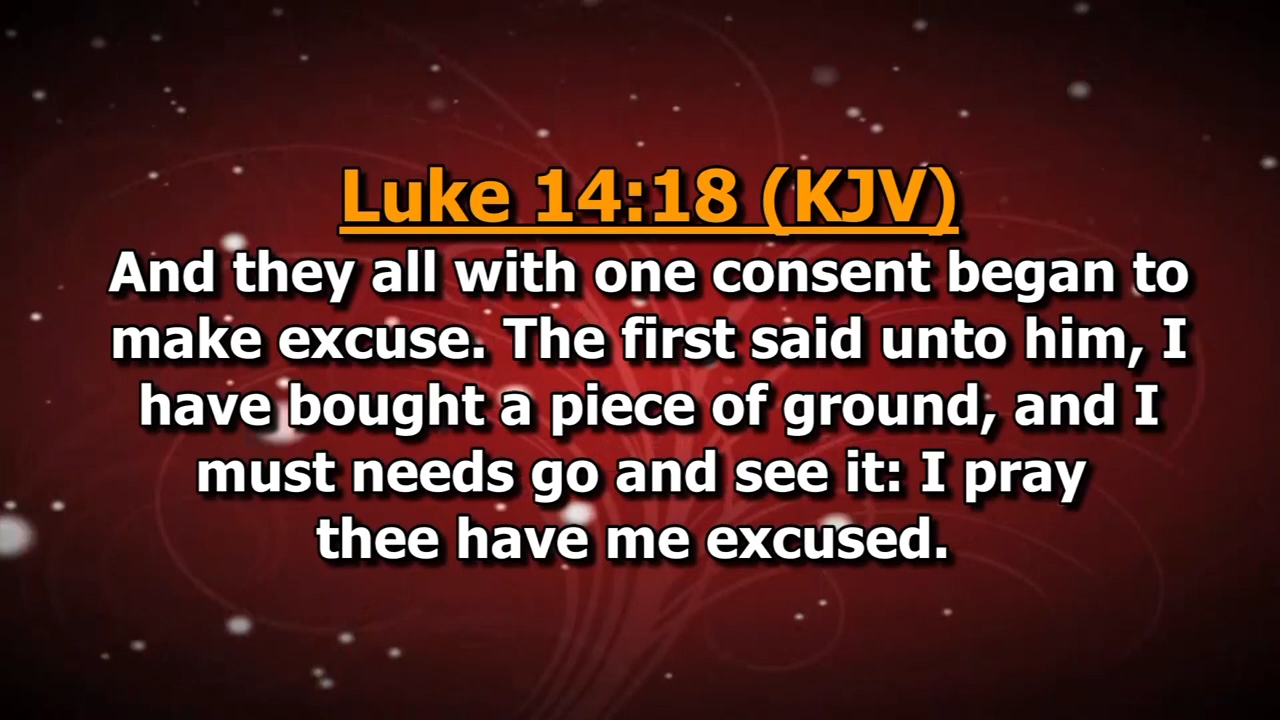 Luke 14:18 (KJV)
And they all with one consent began to
make excuse. The first said unto him, I
have bought a piece of ground, and I
must needs go and see it: I pray
thee have me excused.